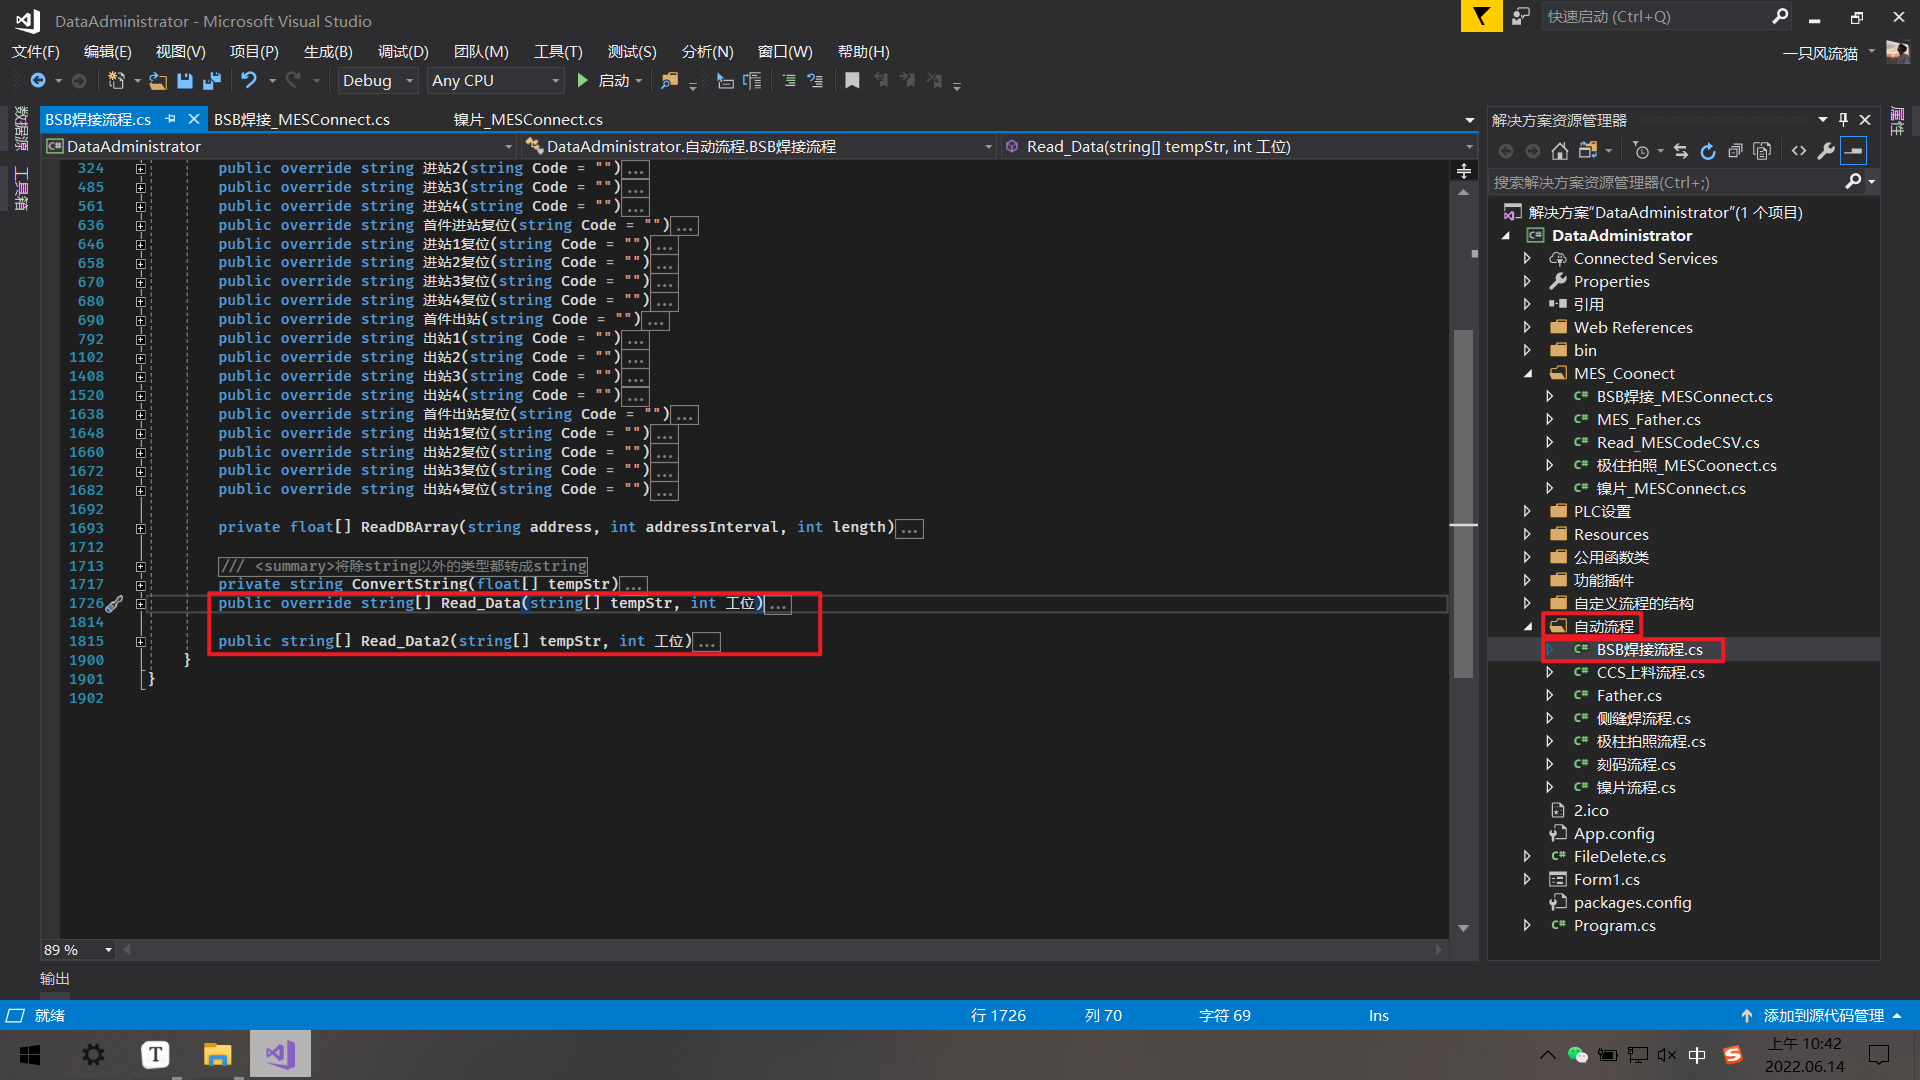 DataAdministrator - Microsoft Visual Studio
快速启动 (Ctrl+Q)
文件(F) 编辑(E) 视图(V) 项目(P) 生成(B) 调试(D) 团队(M) 工具(T) 测试(S) 分析(N) 窗口(W) 帮助(H)
一只风流猫
Debug Any CPU 启动
数据源
工具箱
BSB焊接流程.cs BSB焊接_MESConnect.cs 镍片_MESConnect.cs
DataAdministrator DataAdministrator.自动流程.BSB焊接流程 Read_Data(string[] tempStr, int 工位)
324 public override string 进站2(string Code = "")...
485 public override string 进站3(string Code = "")...
561 public override string 进站4(string Code = "")...
636 public override string 首件进站复位(string Code = "")...
646 public override string 进站1复位(string Code = "")...
658 public override string 进站2复位(string Code = "")...
670 public override string 进站3复位(string Code = "")...
680 public override string 进站4复位(string Code = "")...
690 public override string 首件出站(string Code = "")...
792 public override string 出站1(string Code = "")...
1102 public override string 出站2(string Code = "")...
1408 public override string 出站3(string Code = "")...
1520 public override string 出站4(string Code = "")...
1638 public override string 首件出站复位(string Code = "")...
1648 public override string 出站1复位(string Code = "")...
1660 public override string 出站2复位(string Code = "")...
1672 public override string 出站3复位(string Code = "")...
1682 public override string 出站4复位(string Code = "")...
1692
1693 private float[] ReadDBArray(string address, int addressInterval, int length)...
1712
1713 /// <summary>将除string以外的类型都转成string
1717 private string ConvertString(float[] tempStr)...
1726 public override string[] Read_Data(string[] tempStr, int 工位)...
1814
1815 public string[] Read_Data2(string[] tempStr, int 工位)...
1900 }
1901 }
1902
89 %
输出
解决方案资源管理器
搜索解决方案资源管理器(Ctrl+;)
解决方案"DataAdministrator"(1 个项目)
DataAdministrator
Connected Services
Properties
引用
Web References
bin
MES_Coonect
BSB焊接_MESConnect.cs
MES_Father.cs
Read_MESCodeCSV.cs
极住拍照_MESCoonect.cs
镍片_MESConnect.cs
PLC设置
Resources
公用函数类
功能插件
自定义流程的结构
自动流程
BSB焊接流程.cs
CCS上料流程.cs
Father.cs
侧缝焊流程.cs
极柱拍照流程.cs
刻码流程.cs
镍片流程.cs
2.ico
App.config
FileDelete.cs
Form1.cs
packages.config
Program.cs
属性
就绪 行 1726 列 70 字符 69 Ins 添加到源代码管理
T
中
S
上午 10:42
2022.06.14